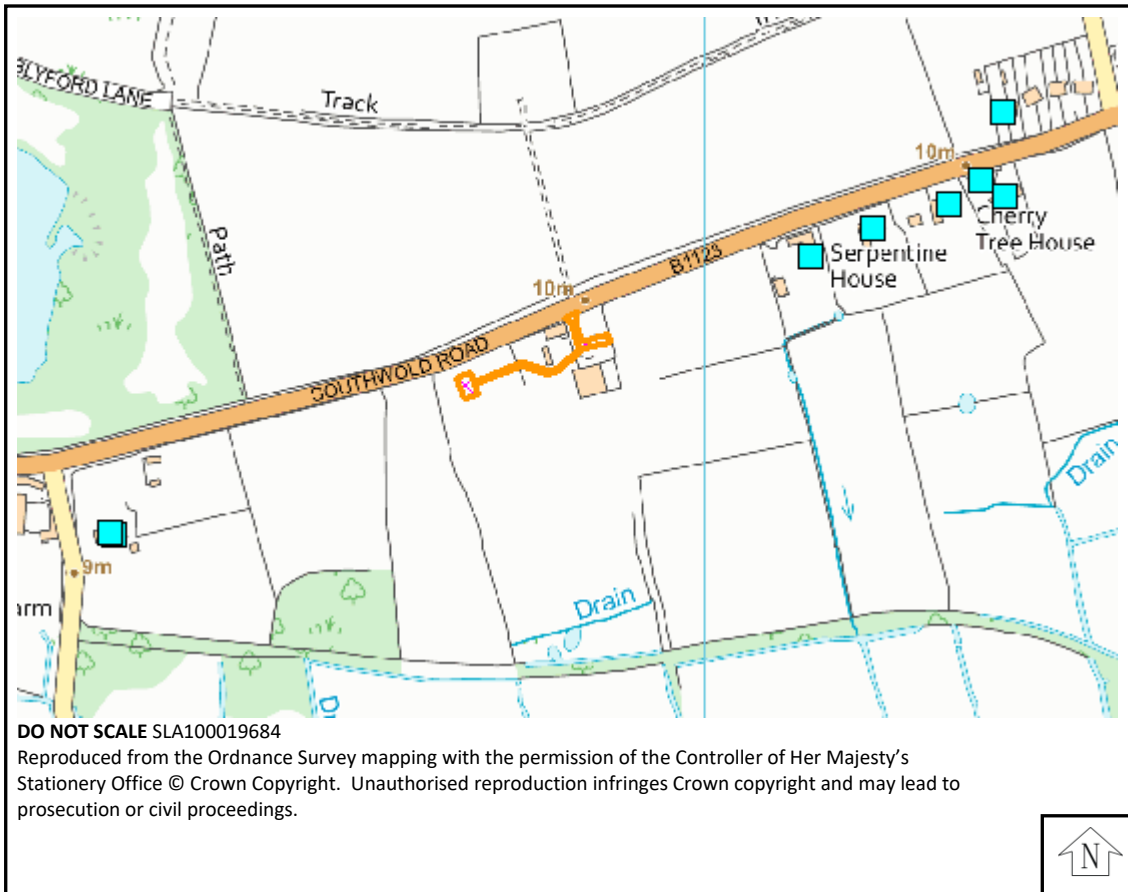 BLYFORD LANE
Track
Path
10m
Cherry
Tree House
B1123
Serpentine
House
10m
SOUTHWOLD ROAD
Drain
9m
arm
Drain
DO NOT SCALE SLA100019684
Reproduced from the Ordnance Survey mapping with the permission of the Controller of Her Majesty's
Stationery Office © Crown Copyright. Unauthorised reproduction infringes Crown copyright and may lead to
prosecution or civil proceedings.
N